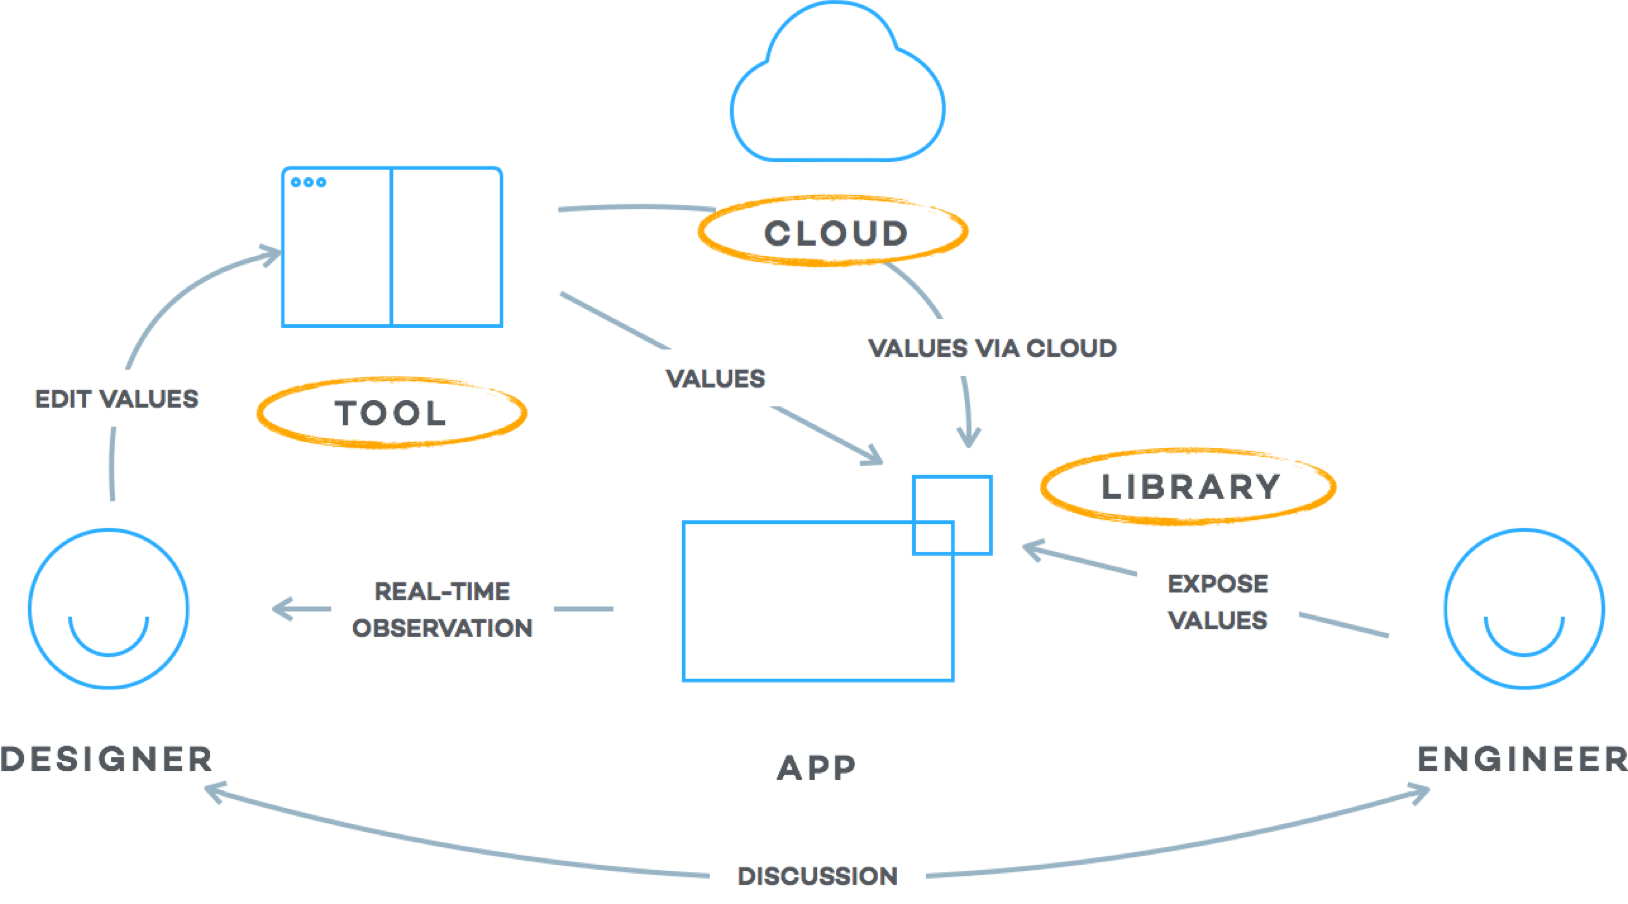 CLOUD
VALUES VIA CLOUD
VALUES
EDIT VALUES
TOOL
LIBRARY
REAL-TIME
OBSERVATION
EXPOSE
VALUES
DESIGNER
APP
ENGINEER
DISCUSSION